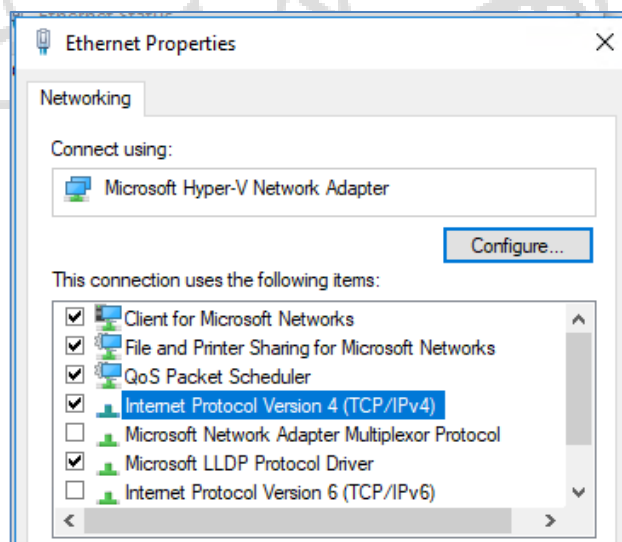 Ethernet Status
Ethernet Properties
Networking
Connect using:
Microsoft Hyper-V Network Adapter
Configure...
This connection uses the following items:
Client for Microsoft Networks
File and Printer Sharing for Microsoft Networks
QoS Packet Scheduler
Internet Protocol Version 4 (TCP/IPv4)
Microsoft Network Adapter Multiplexor Protocol
Microsoft LLDP Protocol Driver
Internet Protocol Version 6 (TCP/IPv6)